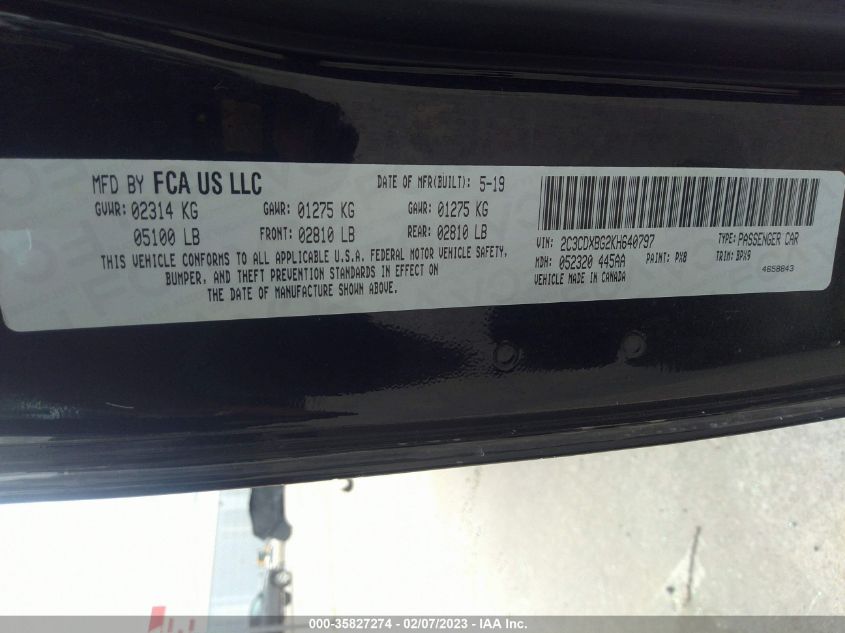 MFD BY FCA US LLC DATE OF MFR(BUILT): 5-19
GVWR: 02314 KG GAWR: 01275 KG GAWR: 01275 KG
05100 LB FRONT: 02810 LB REAR: 02810 LB
THIS VEHICLE CONFORMS TO ALL APPLICABLE U.S.A. FEDERAL MOTOR VEHICLE SAFETY,
BUMPER, AND THEFT PREVENTION STANDARDS IN EFFECT ON
THE DATE OF MANUFACTURE SHOWN ABOVE.
VIN: 2C3CDXBG2KH640797 TYPE: PASSENGER CAR
MDH: 052320 445AA PAINT: PX8 TRIM: BPX9
VEHICLE MADE IN CANADA 4658843
000-35827274 — 02/07/2023 — IAA Inc.